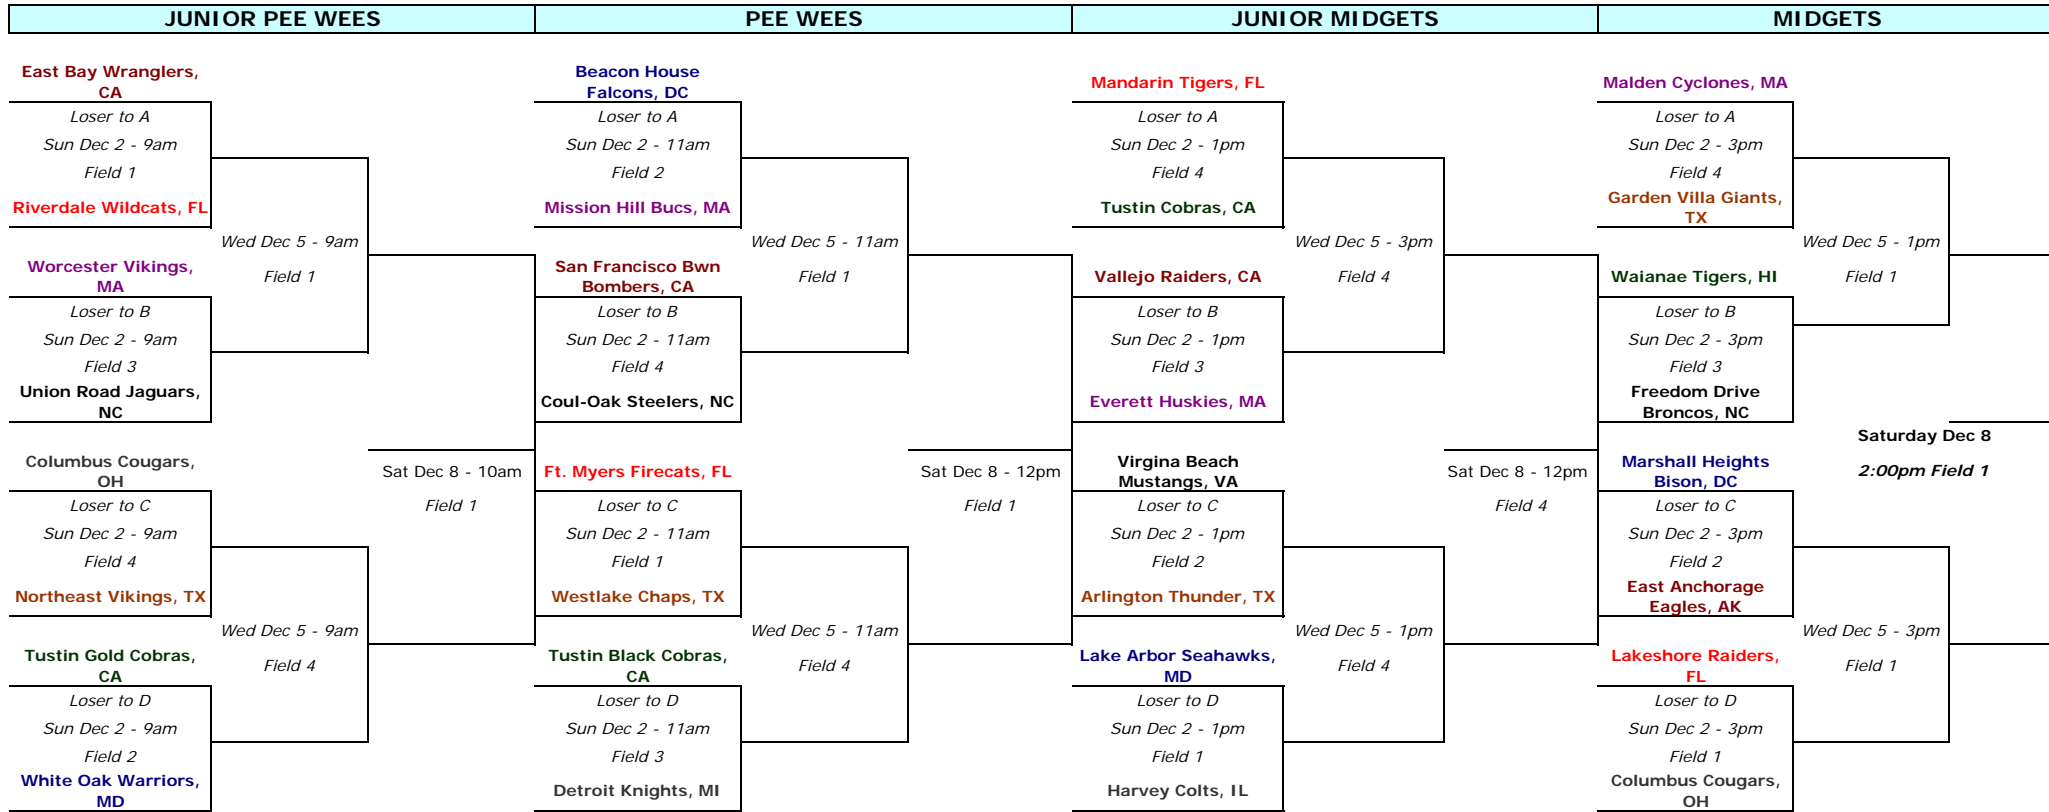 JUNIOR PEE WEES
East Bay Wranglers,
CA
Loser to A
Sun Dec 2 - 9am
Field 1
Riverdale Wildcats, FL
Wed Dec 5 - 9am
Field 1
Worcester Vikings,
MA
Loser to B
Sun Dec 2 - 9am
Field 3
Union Road Jaguars,
NC
Sat Dec 8 - 10am
Field 1
Columbus Cougars,
OH
Loser to C
Sun Dec 2 - 9am
Field 4
Northeast Vikings, TX
Wed Dec 5 - 9am
Field 4
Tustin Gold Cobras,
CA
Loser to D
Sun Dec 2 - 9am
Field 2
White Oak Warriors,
MD
PEE WEES
Beacon House
Falcons, DC
Loser to A
Sun Dec 2 - 11am
Field 2
Mission Hill Bucs, MA
Wed Dec 5 - 11am
Field 1
San Francisco Bwn
Bombers, CA
Loser to B
Sun Dec 2 - 11am
Field 4
Coul-Oak Steelers, NC
Sat Dec 8 - 12pm
Field 1
Ft. Myers Firecats, FL
Loser to C
Sun Dec 2 - 11am
Field 1
Westlake Chaps, TX
Wed Dec 5 - 11am
Field 4
Tustin Black Cobras,
CA
Loser to D
Sun Dec 2 - 11am
Field 3
Detroit Knights, MI
JUNIOR MIDGETS
Mandarin Tigers, FL
Loser to A
Sun Dec 2 - 1pm
Field 4
Tustin Cobras, CA
Wed Dec 5 - 3pm
Field 4
Vallejo Raiders, CA
Loser to B
Sun Dec 2 - 1pm
Field 3
Everett Huskies, MA
Sat Dec 8 - 12pm
Field 4
Virgina Beach
Mustangs, VA
Loser to C
Sun Dec 2 - 1pm
Field 2
Arlington Thunder, TX
Wed Dec 5 - 1pm
Field 4
Lake Arbor Seahawks,
MD
Loser to D
Sun Dec 2 - 1pm
Field 1
Harvey Colts, IL
MIDGETS
Malden Cyclones, MA
Loser to A
Sun Dec 2 - 3pm
Field 4
Garden Villa Giants,
TX
Wed Dec 5 - 1pm
Field 1
Waianae Tigers, HI
Loser to B
Sun Dec 2 - 3pm
Field 3
Freedom Drive
Broncos, NC
Saturday Dec 8
2:00pm Field 1
Marshall Heights
Bison, DC
Loser to C
Sun Dec 2 - 3pm
Field 2
East Anchorage
Eagles, AK
Wed Dec 5 - 3pm
Field 1
Lakeshore Raiders,
FL
Loser to D
Sun Dec 2 - 3pm
Field 1
Columbus Cougars,
OH